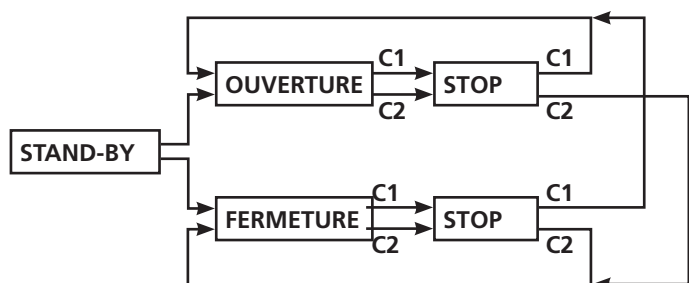 C1 C1
OUVERTURE STOP
C2 C2
STAND-BY
C1 C1
FERMETURE STOP
C2 C2